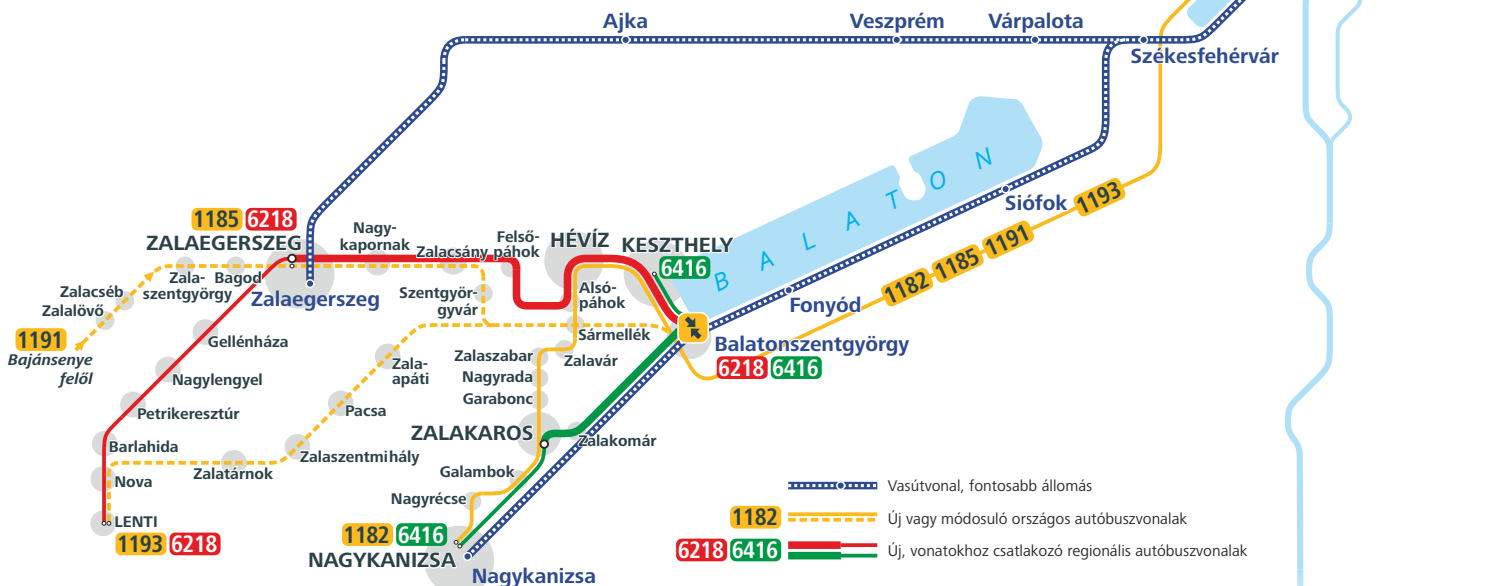 Ajka
Veszprém
Várpalota
Székesfehérvár
1185 6218
ZALAEGERSZEG
Nagy-
kapornak
Zalacsány
Felső-
páhok
HÉVÍZ
KESZTHELY
6416
BALATON
Siófok
1193
1191
1185
1182
Fonyód
Zala-
szentgyörgy
Bagod
Zalaegerszeg
Zalacséb
Zalalövő
1191
Bajánsenye
felől
Szentgyör-
gyvár
Alsó-
páhok
Sármellék
Balatonszentgyörgy
6218 6416
Gellénháza
Zalaszabar
Zalavár
Zala-
apáti
Nagylengyel
Nagyrada
Garabonc
Petrikeresztúr
Pacsa
ZALAKAROS
Zalakomár
Barlahida
Zalaszentmihály
Zalatárnok
Galambok
Nova
Nagyrécse
LENTI
1193 6218
1182 6416
NAGYKANIZSA
Nagykanizsa
Vasútvonal, fontosabb állomás
1182 Új vagy módosuló országos autóbuszvonalak
6218 6416 Új, vonatokhoz csatlakozó regionális autóbuszvonalak